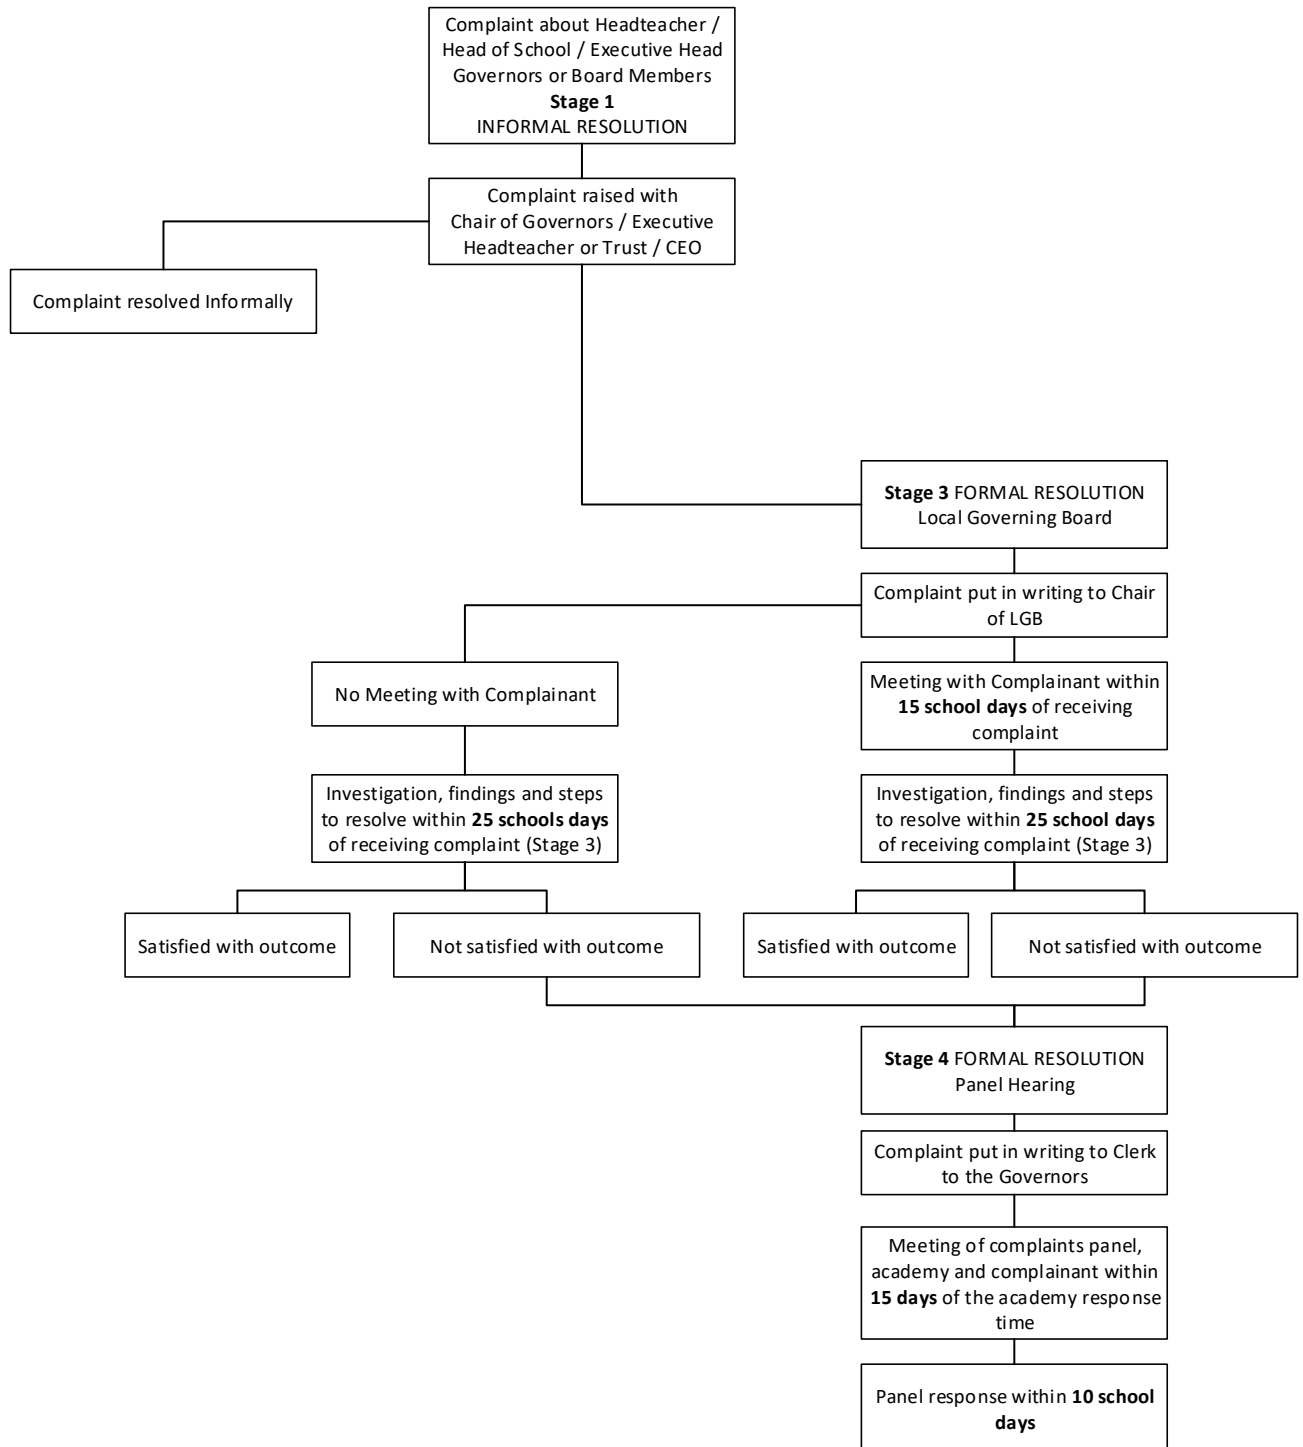 Complaint about Headteacher /
Head of School / Executive Head
Governors or Board Members
Stage 1
INFORMAL RESOLUTION
Complaint raised with
Chair of Governors / Executive
Headteacher or Trust / CEO
Complaint resolved Informally
Stage 3 FORMAL RESOLUTION
Local Governing Board
Complaint put in writing to Chair
of LGB
No Meeting with Complainant
Meeting with Complainant within
15 school days of receiving
complaint
Investigation, findings and steps
to resolve within 25 schools days
of receiving complaint (Stage 3)
Investigation, findings and steps
to resolve within 25 school days
of receiving complaint (Stage 3)
Satisfied with outcome
Not satisfied with outcome
Satisfied with outcome
Not satisfied with outcome
Stage 4 FORMAL RESOLUTION
Panel Hearing
Complaint put in writing to Clerk
to the Governors
Meeting of complaints panel,
academy and complainant within
15 days of the academy response
time
Panel response within 10 school
days